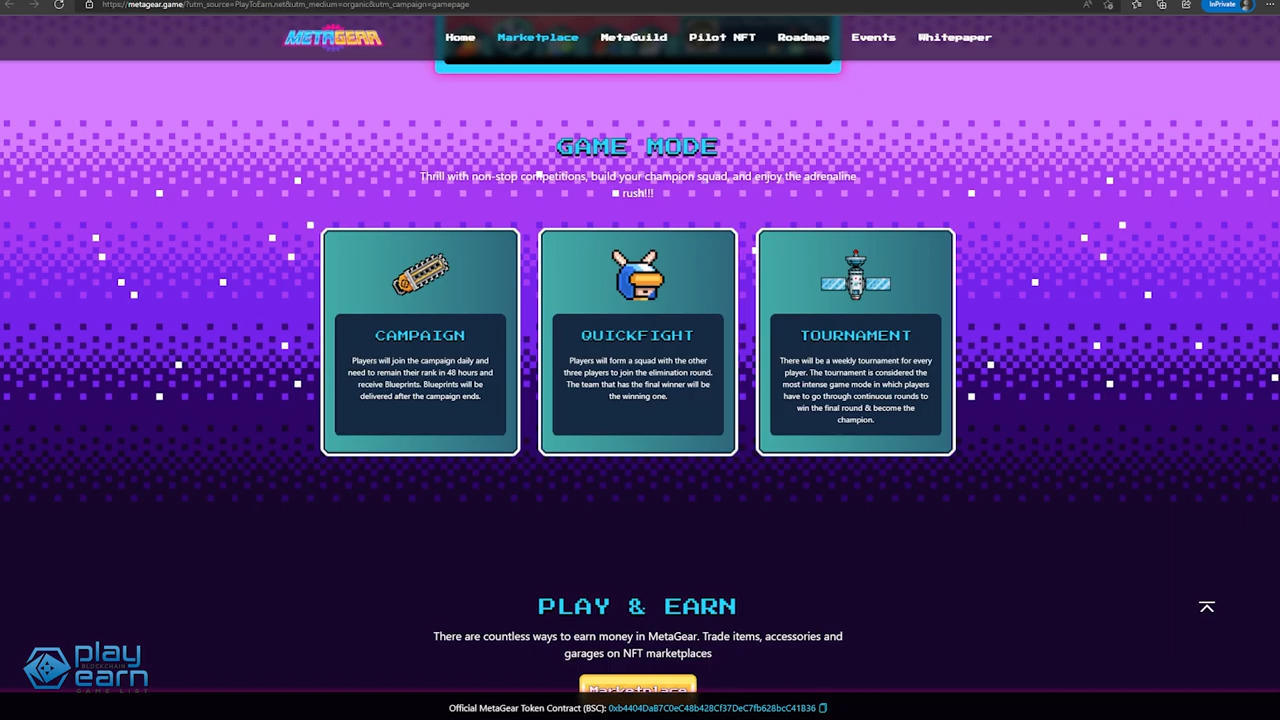 https://metagear.game/?utm_source=PlayToEarn.net&utm_medium=organic&utm_campaign=gamepage
InPrivate
METAGEAR
Home Marketplace MetaGuild Pilot NFT Roadmap Events Whitepaper
GAME MODE
Thrill with non-stop competitions, build your champion squad, and enjoy the adrenaline
rush!!!
CAMPAIGN
Players will join the campaign daily and
need to remain their rank in 48 hours and
receive Blueprints. Blueprints will be
delivered after the campaign ends.
QUICKFIGHT
Players will form a squad with the other
three players to join the elimination round.
The team that has the final winner will be
the winning one.
TOURNAMENT
There will be a weekly tournament for every
player. The tournament is considered the
most intense game mode in which players
have to go through continuous rounds to
win the final round & become the
champion.
PLAY & EARN
There are countless ways to earn money in MetaGear. Trade items, accessories and
garages on NFT marketplaces
Marketplace
play
BLOCKCHAIN
earn
GAME LIST
Official MetaGear Token Contract (BSC): 0xb4404DaB7C0eC48b428Cf37DeC7fb628bcC41B36